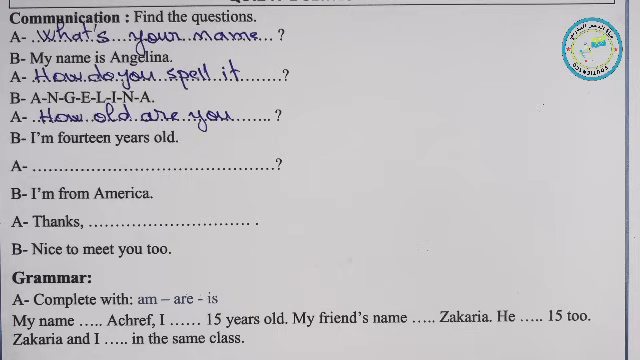 Communication : Find the questions.
A- ..What's...your..name...?
B- My name is Angelina.
A- .How..do.you..spell..it........?
B- A-N-G-E-L-I-N-A.
A- .How..old..are.you.........?
B- I'm fourteen years old.
A- ..............................................?
B- I'm from America.
A- Thanks, ................................ .
B- Nice to meet you too.
Grammar:
A- Complete with: am – are - is
My name ..... Achref, I ...... 15 years old. My friend's name ..... Zakaria. He ..... 15 too.
Zakaria and I ..... in the same class.